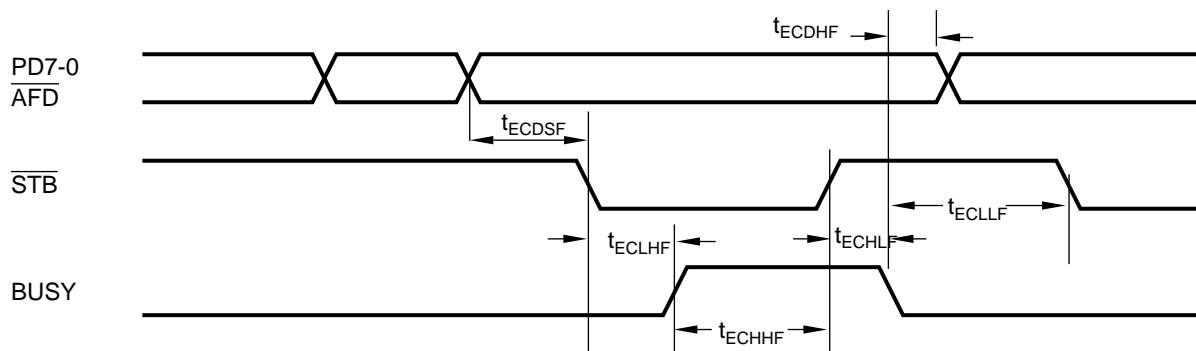 tECDHF
PD7-0
AFD
tECDSF
STB
tECLLF
tECLHF
tECHLF
BUSY
tECHHF